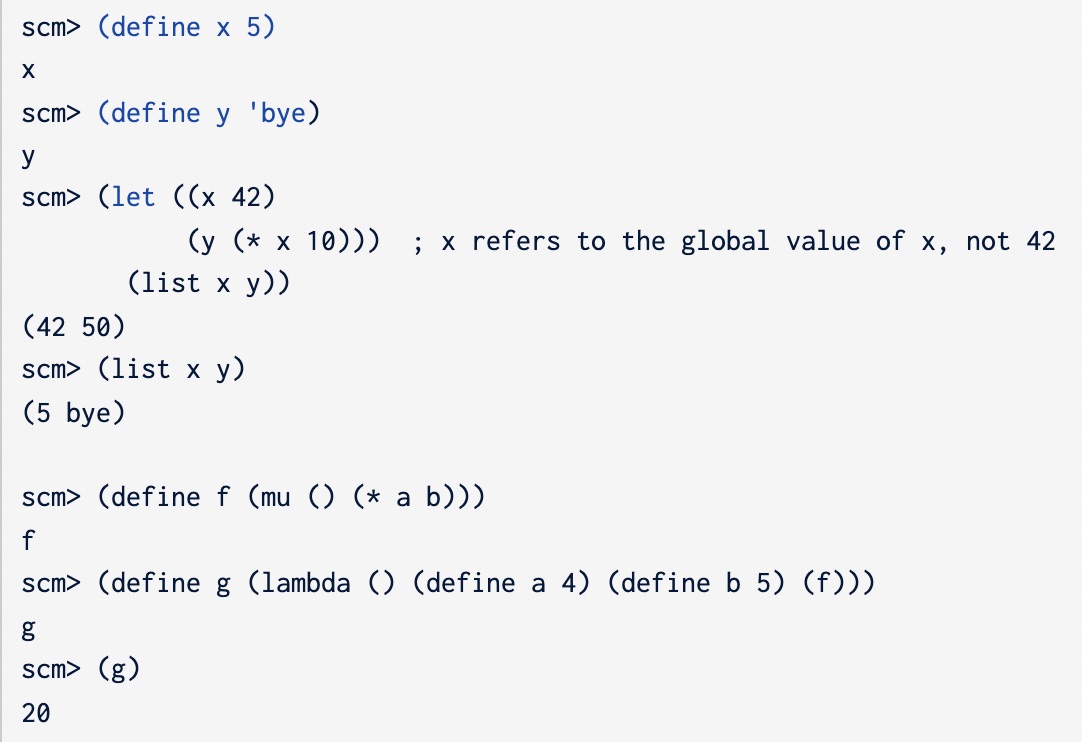 scm> (define x 5)
x
scm> (define y 'bye)
y
scm> (let ((x 42)
           (y (* x 10)))  ; x refers to the global value of x, not 42
       (list x y))
(42 50)
scm> (list x y)
(5 bye)

scm> (define f (mu () (* a b)))
f
scm> (define g (lambda () (define a 4) (define b 5) (f)))
g
scm> (g)
20